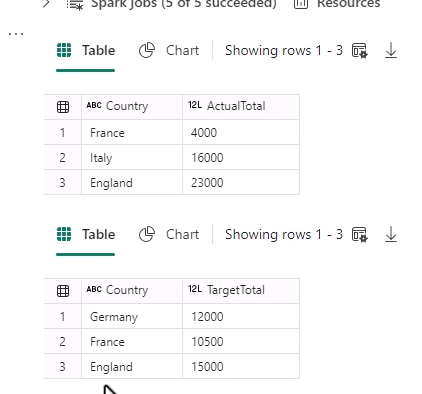 Spark jobs (5 of 5 succeeded) Resources
Table Chart Showing rows 1 - 3
ABC Country 12L ActualTotal
1 France 4000
2 Italy 16000
3 England 23000
Table Chart Showing rows 1 - 3
ABC Country 12L TargetTotal
1 Germany 12000
2 France 10500
3 England 15000